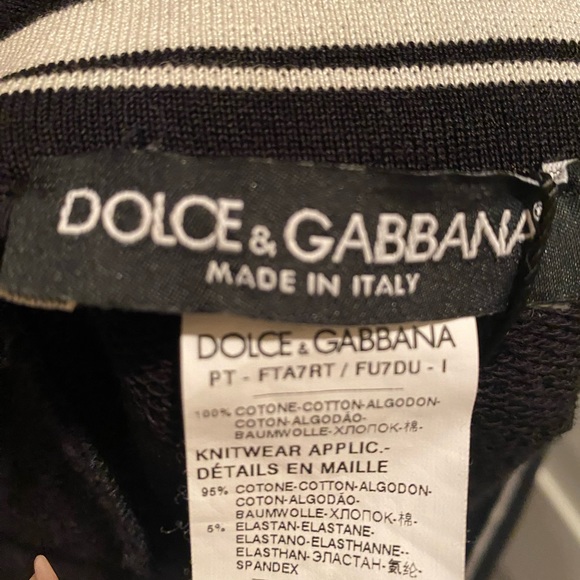 DOLCE & GABBANA
MADE IN ITALY
DOLCE & GABBANA
PT - FTA7RT / FU7DU - I
100% COTONE-COTTON-ALGODON-
COTON-ALGODÃO-
BAUMWOLLE-ХЛОПОК-棉-
KNITWEAR APPLIC.-
DÉTAILS EN MAILLE
95% COTONE-COTTON-ALGODON-
COTON-ALGODÃO-
BAUMWOLLE-ХЛОПОК-棉-
5% ELASTAN-ELASTANE-
ELASTANO-ELASTHANNE-
ELASTHAN-ЭЛАСТАН-氨纶-
SPANDEX